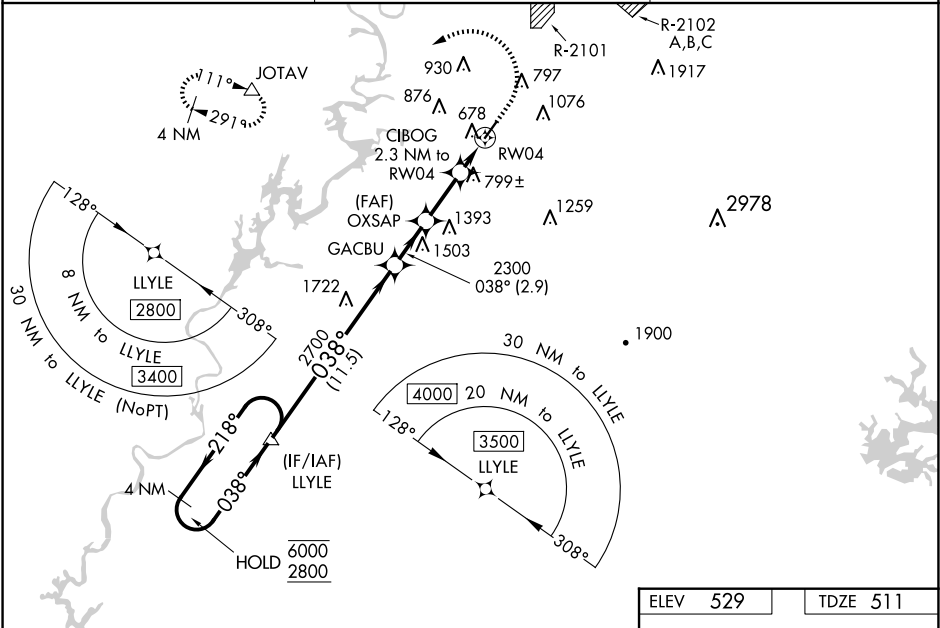 R-2101
R-2102
A,B,C
111°
JOTAV
291°
4 NM
930
797
1917
876
1076
678
CIBOG
2.3 NM to
RW04
RW04
799±
(FAF)
OXSAP
1393
1259
2978
GACBU
1503
2300
038° (2.9)
1722
128°
LLYLE
2800
308°
8 NM to LLYLE
3400
30 NM to LLYLE (NoPT)
2700
038°
(11.5)
1900
30 NM to LLYLE
4000
20 NM to LLYLE
128°
3500
LLYLE
308°
218°
038°
(IF/IAF)
LLYLE
4 NM
HOLD
6000
2800
ELEV 529
TDZE 511